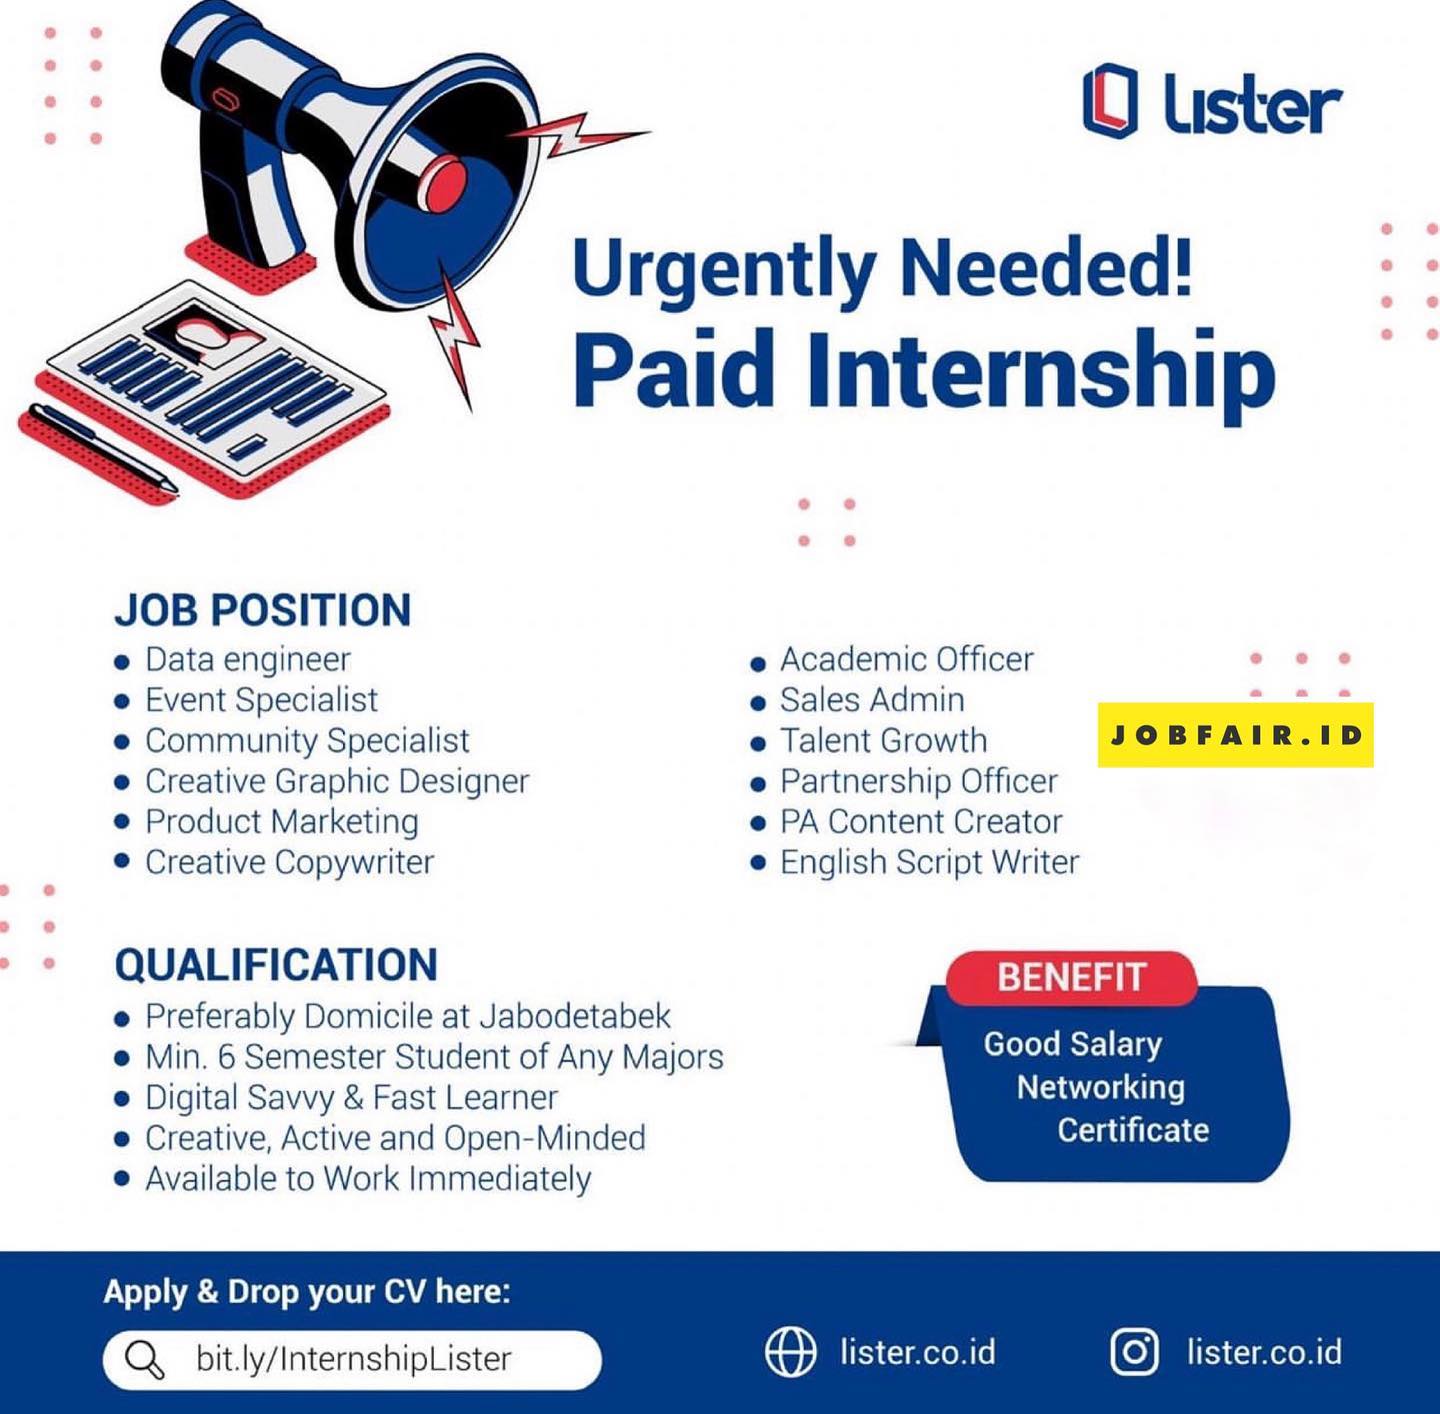 Lister
Urgently Needed!
Paid Internship
JOB POSITION
Data engineer
Event Specialist
Community Specialist
Creative Graphic Designer
Product Marketing
Creative Copywriter
Academic Officer
Sales Admin
Talent Growth
Partnership Officer
PA Content Creator
English Script Writer
JOBFAIR.ID
QUALIFICATION
Preferably Domicile at Jabodetabek
Min. 6 Semester Student of Any Majors
Digital Savvy & Fast Learner
Creative, Active and Open-Minded
Available to Work Immediately
BENEFIT
Good Salary
Networking
Certificate
Apply & Drop your CV here:
bit.ly/InternshipLister
lister.co.id
lister.co.id